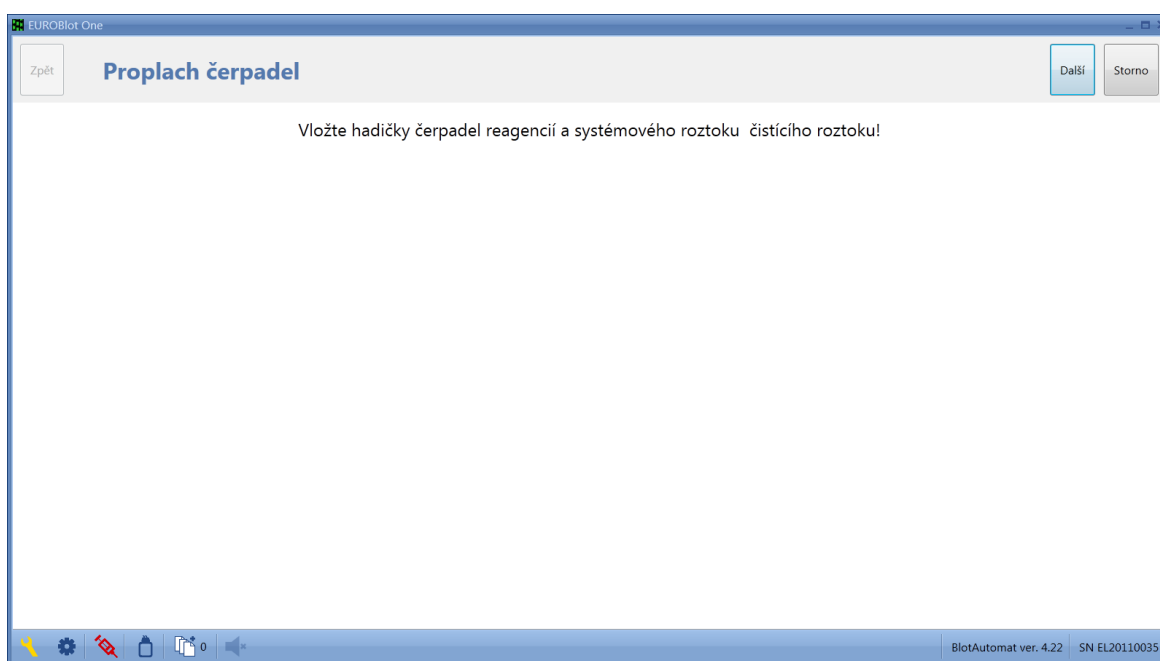 EUROBlot One
Zpět
Proplach čerpadel
Další
Storno
Vložte hadičky čerpadel reagencií a systémového roztoku  čistícího roztoku!
0
BlotAutomat ver. 4.22
SN EL20110035